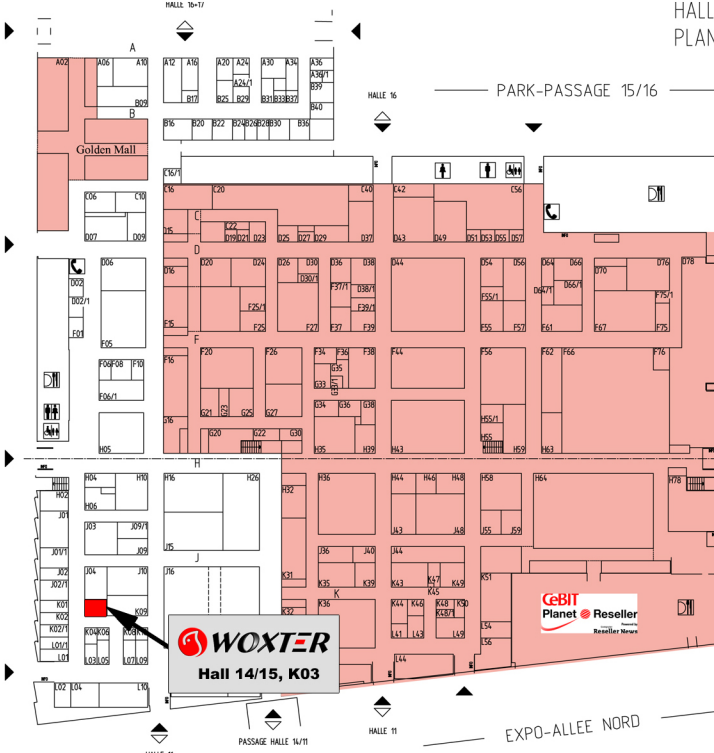 HALLE 16+17
HALL
PLAN
A
A02 A06 A10 A12 A16 A20 A24 A30 A34 A36
A24/1 A36/1
B39
B09 B17 B25 B29 B31 B33 B37
B40
HALLE 16
PARK-PASSAGE 15/16
B
B16 B20 B22 B24 B26 B28 B30 B36
Golden Mall
C16/1
C16 C20 C40 C42 C56
C06 C10
C
C22
D07 D09 D15 D19 D21 D23 D25 D27 D29 D37 D43 D49 D51 D53 D55 D57
D
D06 D16 D20 D24 D26 D30 D36 D38 D44 D54 D56 D64 D66 D70 D76 D78
D02 D30/1
F37/1 D38/1 D64/1 D66/1
D02/1 F25/1 F39/1 F55/1 F75/1
F01 F05 F15 F25 F27 F37 F39 F55 F57 F61 F67 F75
F
F16 F20 F26 F34 F36 F38 F44 F56 F62 F66 F76
F06 F08 F10 G35
G33 G33/1
F06/1
G16 G21 G23 G25 G27 G34 G36 G38 H55/1
G20 G22 G30 H55
H05 H35 H39 H43 H59 H63
H
H04 H10 H16 H26 H36 H44 H46 H48 H58 H64 H78
H02 H06 H32
J01 J03 J09/1
J01/1 J09 J15 J43 J48 J55 J59
J
J02 J04 J10 J16 J36 J40 J44
J02/1 K31 K35 K39 K43 K47 K49 K51
K45
K
K01 K09 K32 K36 K44 K46 K48 K50
K02 K48/1
K02/1 K04 K06 K08
L01/1 L41 L43 L49 L54
L01 L03 L05 L07 L09 L56
L44
L02 L04 L10
WOXTER
Hall 14/15, K03
CeBIT
Planet Reseller
Powered by
Reseller News
HALLE 11
PASSAGE HALLE 14/11
HALLE 11
EXPO-ALLEE NORD